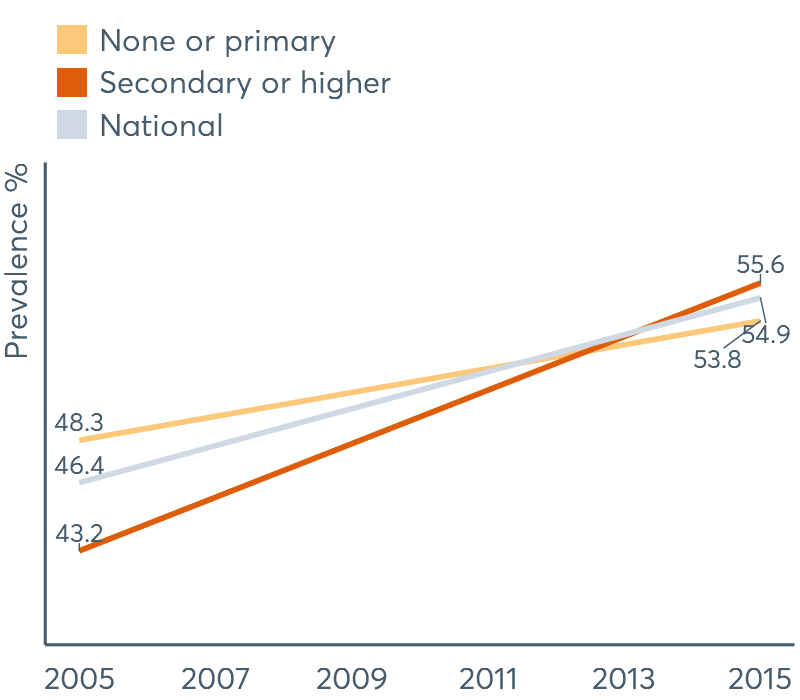 None or primary
Secondary or higher
National
Prevalence %
55.6
54.9
53.8
48.3
46.4
43.2
2005 2007 2009 2011 2013 2015